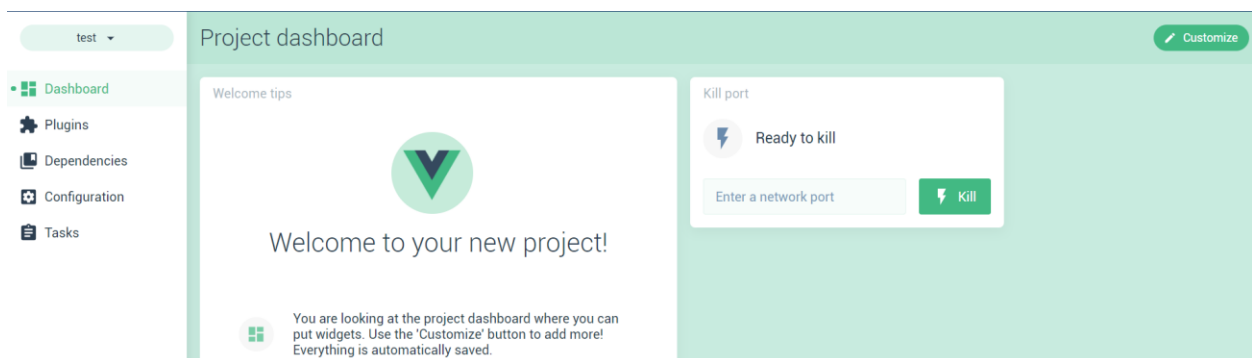 test
Project dashboard
Customize
Dashboard
Plugins
Dependencies
Configuration
Tasks
Welcome tips
Welcome to your new project!
You are looking at the project dashboard where you can
put widgets. Use the 'Customize' button to add more!
Everything is automatically saved.
Kill port
Ready to kill
Enter a network port
Kill